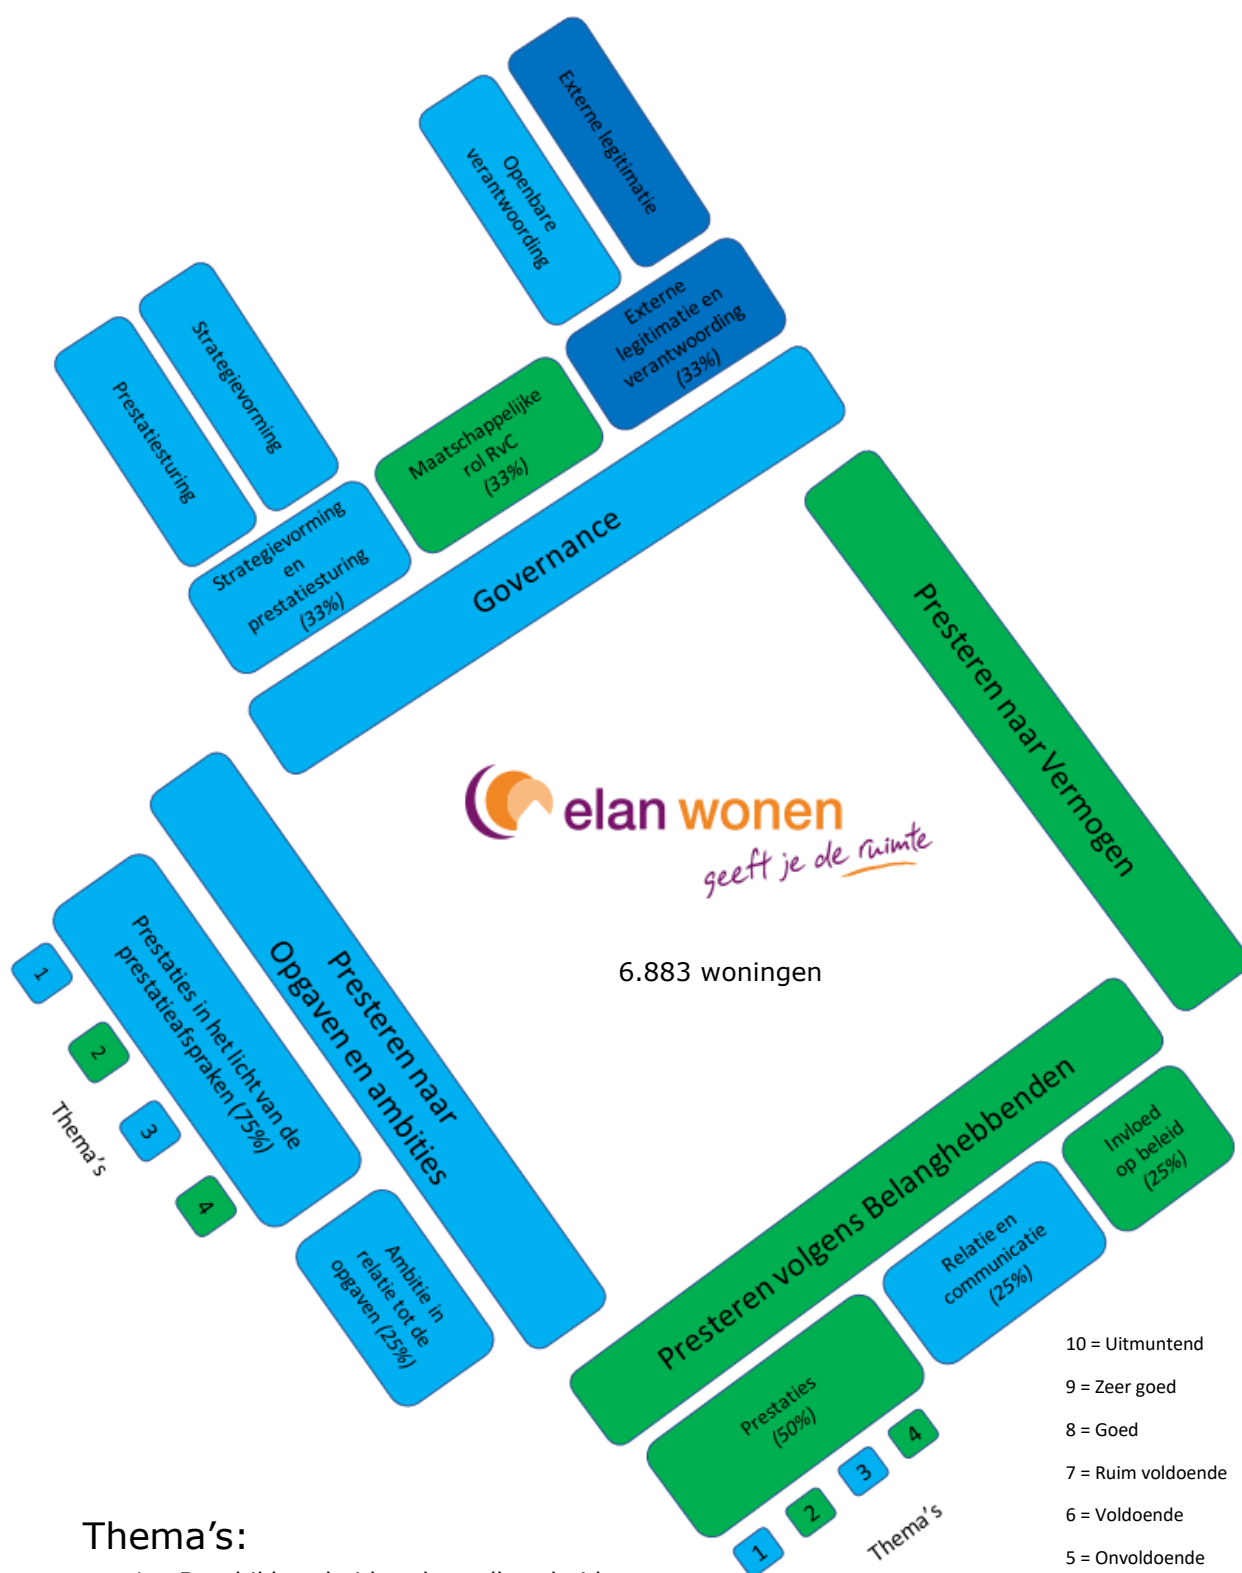 Externe legitimatie
Openbare
verantwoording
Externe
legitimatie en
verantwoording
(33%)
Strategievorming
Prestatiesturing
Maatschappelijke
rol RvC
(33%)
Strategievorming
en
prestatiesturing
(33%)
Governance
Presteren naar Vermogen
elan wonen
geeft je de ruimte
6.883 woningen
Presteren naar
Opgaven en ambities
Prestaties in het licht van de
prestatieafspraken (75%)
1
2
3
4
Thema's
Ambitie in
relatie tot de
opgaven (25%)
Presteren volgens Belanghebbenden
Invloed
op beleid
(25%)
Relatie en
communicatie
(25%)
Prestaties
(50%)
1
2
3
4
Thema's
10 = Uitmuntend
9 = Zeer goed
8 = Goed
7 = Ruim voldoende
6 = Voldoende
5 = Onvoldoende
Thema's: